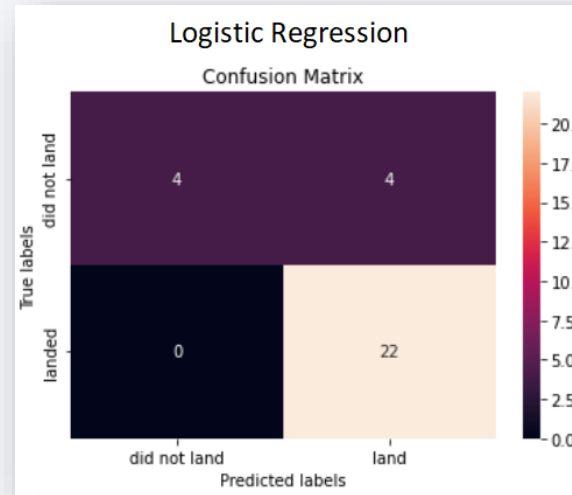 Logistic Regression
Confusion Matrix
did not land
4
4
landed
0
22
True labels
did not land
land
Predicted labels
20.
17.
15.
12.
10.
7.5
5.0
2.5
0.0